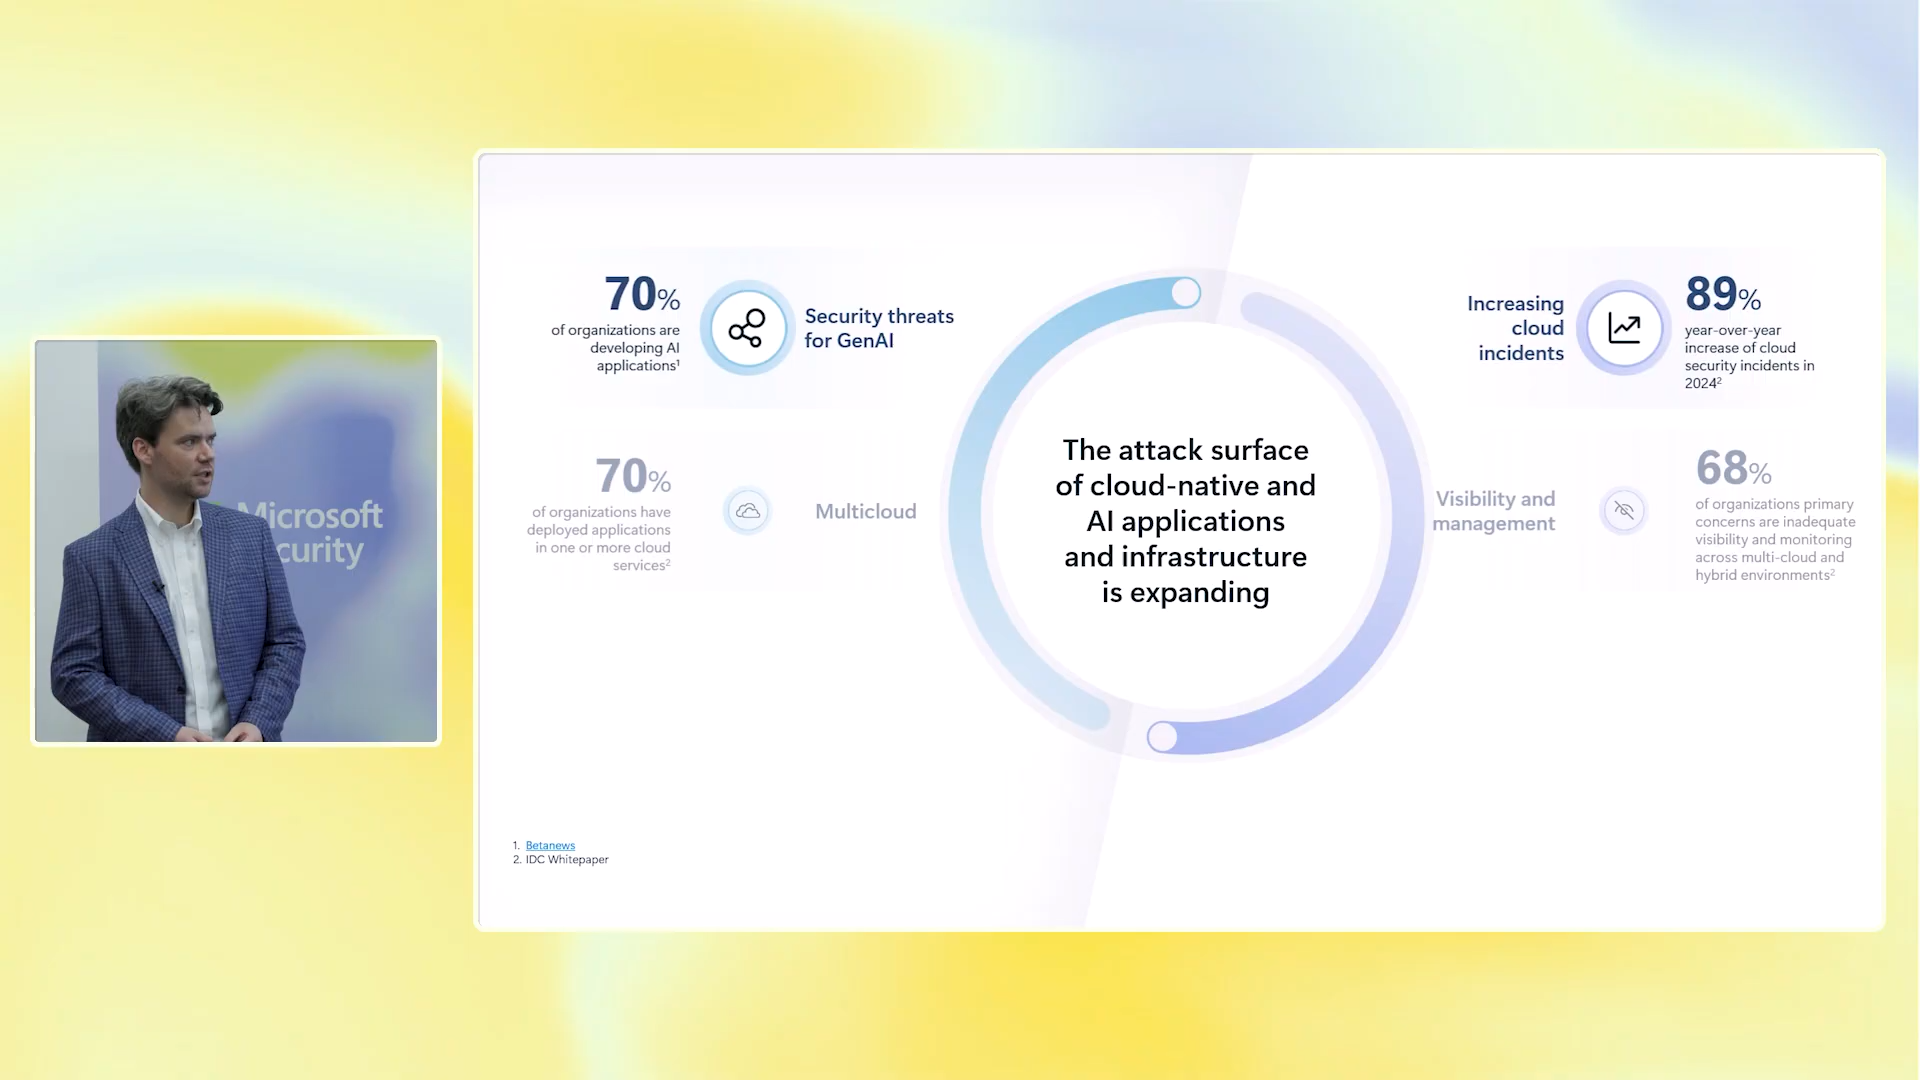 Microsoft
curity
70%
of organizations are
developing AI
applications¹
Security threats
for GenAI
70%
of organizations have
deployed applications
in one or more cloud
services²
Multicloud
The attack surface
of cloud-native and
AI applications
and infrastructure
is expanding
Increasing
cloud
incidents
89%
year-over-year
increase of cloud
security incidents in
2024²
Visibility and
management
68%
of organizations primary
concerns are inadequate
visibility and monitoring
across multi-cloud and
hybrid environments²
1. Betanews
2. IDC Whitepaper